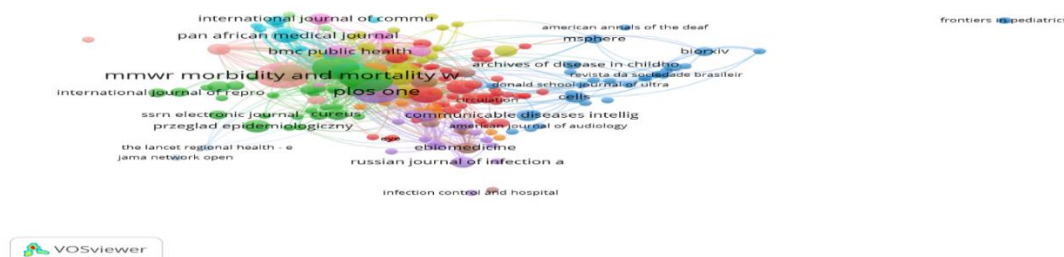 international journal of commu
frontiers in pediatrics
american annals of the deaf
pan african medical journal
msphere
bmc public health
biorxiv
archives of disease in childho
mmwr morbidity and mortality w
revista da sociedade brasileir
donald school journal of ultra
international journal of repro
plos one
circulation
cells
ssrn electronic journal
cureus
communicable diseases intellig
przeglad epidemiologiczny
american journal of audiology
eye
the lancet regional health - e
ebiomedicine
jama network open
russian journal of infection a
infection control and hospital
VOSviewer